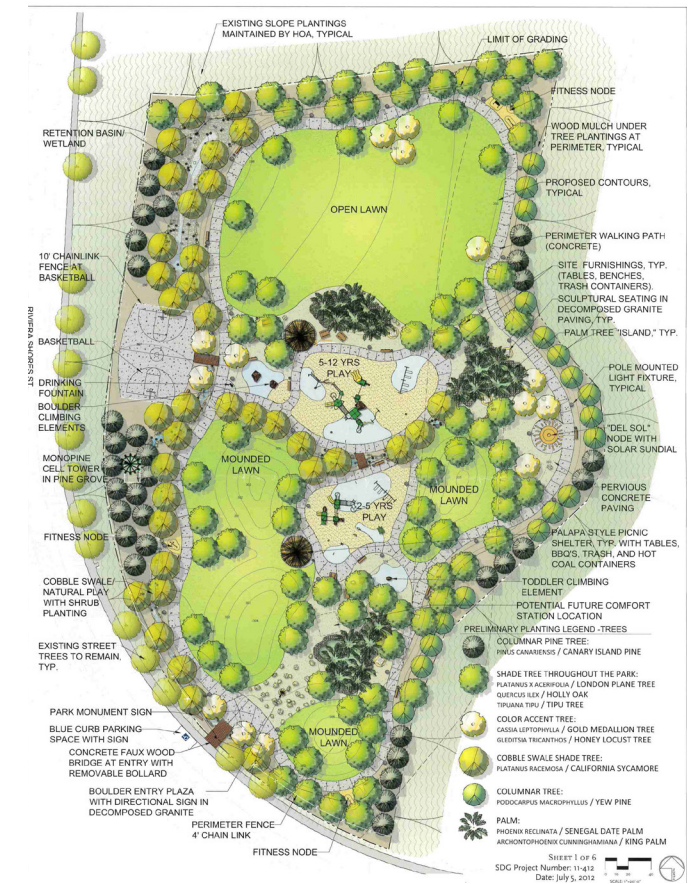 EXISTING SLOPE PLANTINGS
MAINTAINED BY HOA, TYPICAL
LIMIT OF GRADING
FITNESS NODE
WOOD MULCH UNDER
TREE PLANTINGS AT
PERIMETER, TYPICAL
RETENTION BASIN/
WETLAND
PROPOSED CONTOURS,
TYPICAL
OPEN LAWN
PERIMETER WALKING PATH
(CONCRETE)
10' CHAINLINK
FENCE AT
BASKETBALL
SITE FURNISHINGS, TYP.
(TABLES, BENCHES,
TRASH CONTAINERS).
SCULPTURAL SEATING IN
DECOMPOSED GRANITE
PAVING, TYP.
PALM TREE "ISLAND," TYP.
RIVIERA SHORES ST
BASKETBALL
5-12 YRS
PLAY
POLE MOUNTED
LIGHT FIXTURE,
TYPICAL
DRINKING
FOUNTAIN
BOULDER
CLIMBING
ELEMENTS
"DEL SOL"
NODE WITH
SOLAR SUNDIAL
MONOPINE
CELL TOWER
IN PINE GROVE
MOUNDED
LAWN
MOUNDED
LAWN
PERVIOUS
CONCRETE
PAVING
2-5 YRS
PLAY
FITNESS NODE
PALAPA STYLE PICNIC
SHELTER, TYP. WITH TABLES,
BBQ'S, TRASH, AND HOT
COAL CONTAINERS
COBBLE SWALE/
NATURAL PLAY
WITH SHRUB
PLANTING
TODDLER CLIMBING
ELEMENT
POTENTIAL FUTURE COMFORT
STATION LOCATION
EXISTING STREET
TREES TO REMAIN,
TYP.
PARK MONUMENT SIGN
BLUE CURB PARKING
SPACE WITH SIGN
CONCRETE FAUX WOOD
BRIDGE AT ENTRY WITH
REMOVABLE BOLLARD
MOUNDED
LAWN
BOULDER ENTRY PLAZA
WITH DIRECTIONAL SIGN IN
DECOMPOSED GRANITE
PERIMETER FENCE
4' CHAIN LINK
FITNESS NODE
PRELIMINARY PLANTING LEGEND -TREES
COLUMNAR PINE TREE:
PINUS CANARIENSIS / CANARY ISLAND PINE
SHADE TREE THROUGHOUT THE PARK:
PLATANUS X ACERIFOLIA / LONDON PLANE TREE
QUERCUS ILEX / HOLLY OAK
TIPUANA TIPU / TIPU TREE
COLOR ACCENT TREE:
CASSIA LEPTOPHYLLA / GOLD MEDALLION TREE
GLEDITSIA TRICANTHOS / HONEY LOCUST TREE
COBBLE SWALE SHADE TREE:
PLATANUS RACEMOSA / CALIFORNIA SYCAMORE
COLUMNAR TREE:
PODOCARPUS MACROPHYLLUS / YEW PINE
PALM:
PHOENIX RECLINATA / SENEGAL DATE PALM
ARCHONTOPHOENIX CUNNINGHAMIANA / KING PALM
SHEET 1 OF 6
SDG Project Number: 11-412
Date: July 5, 2012